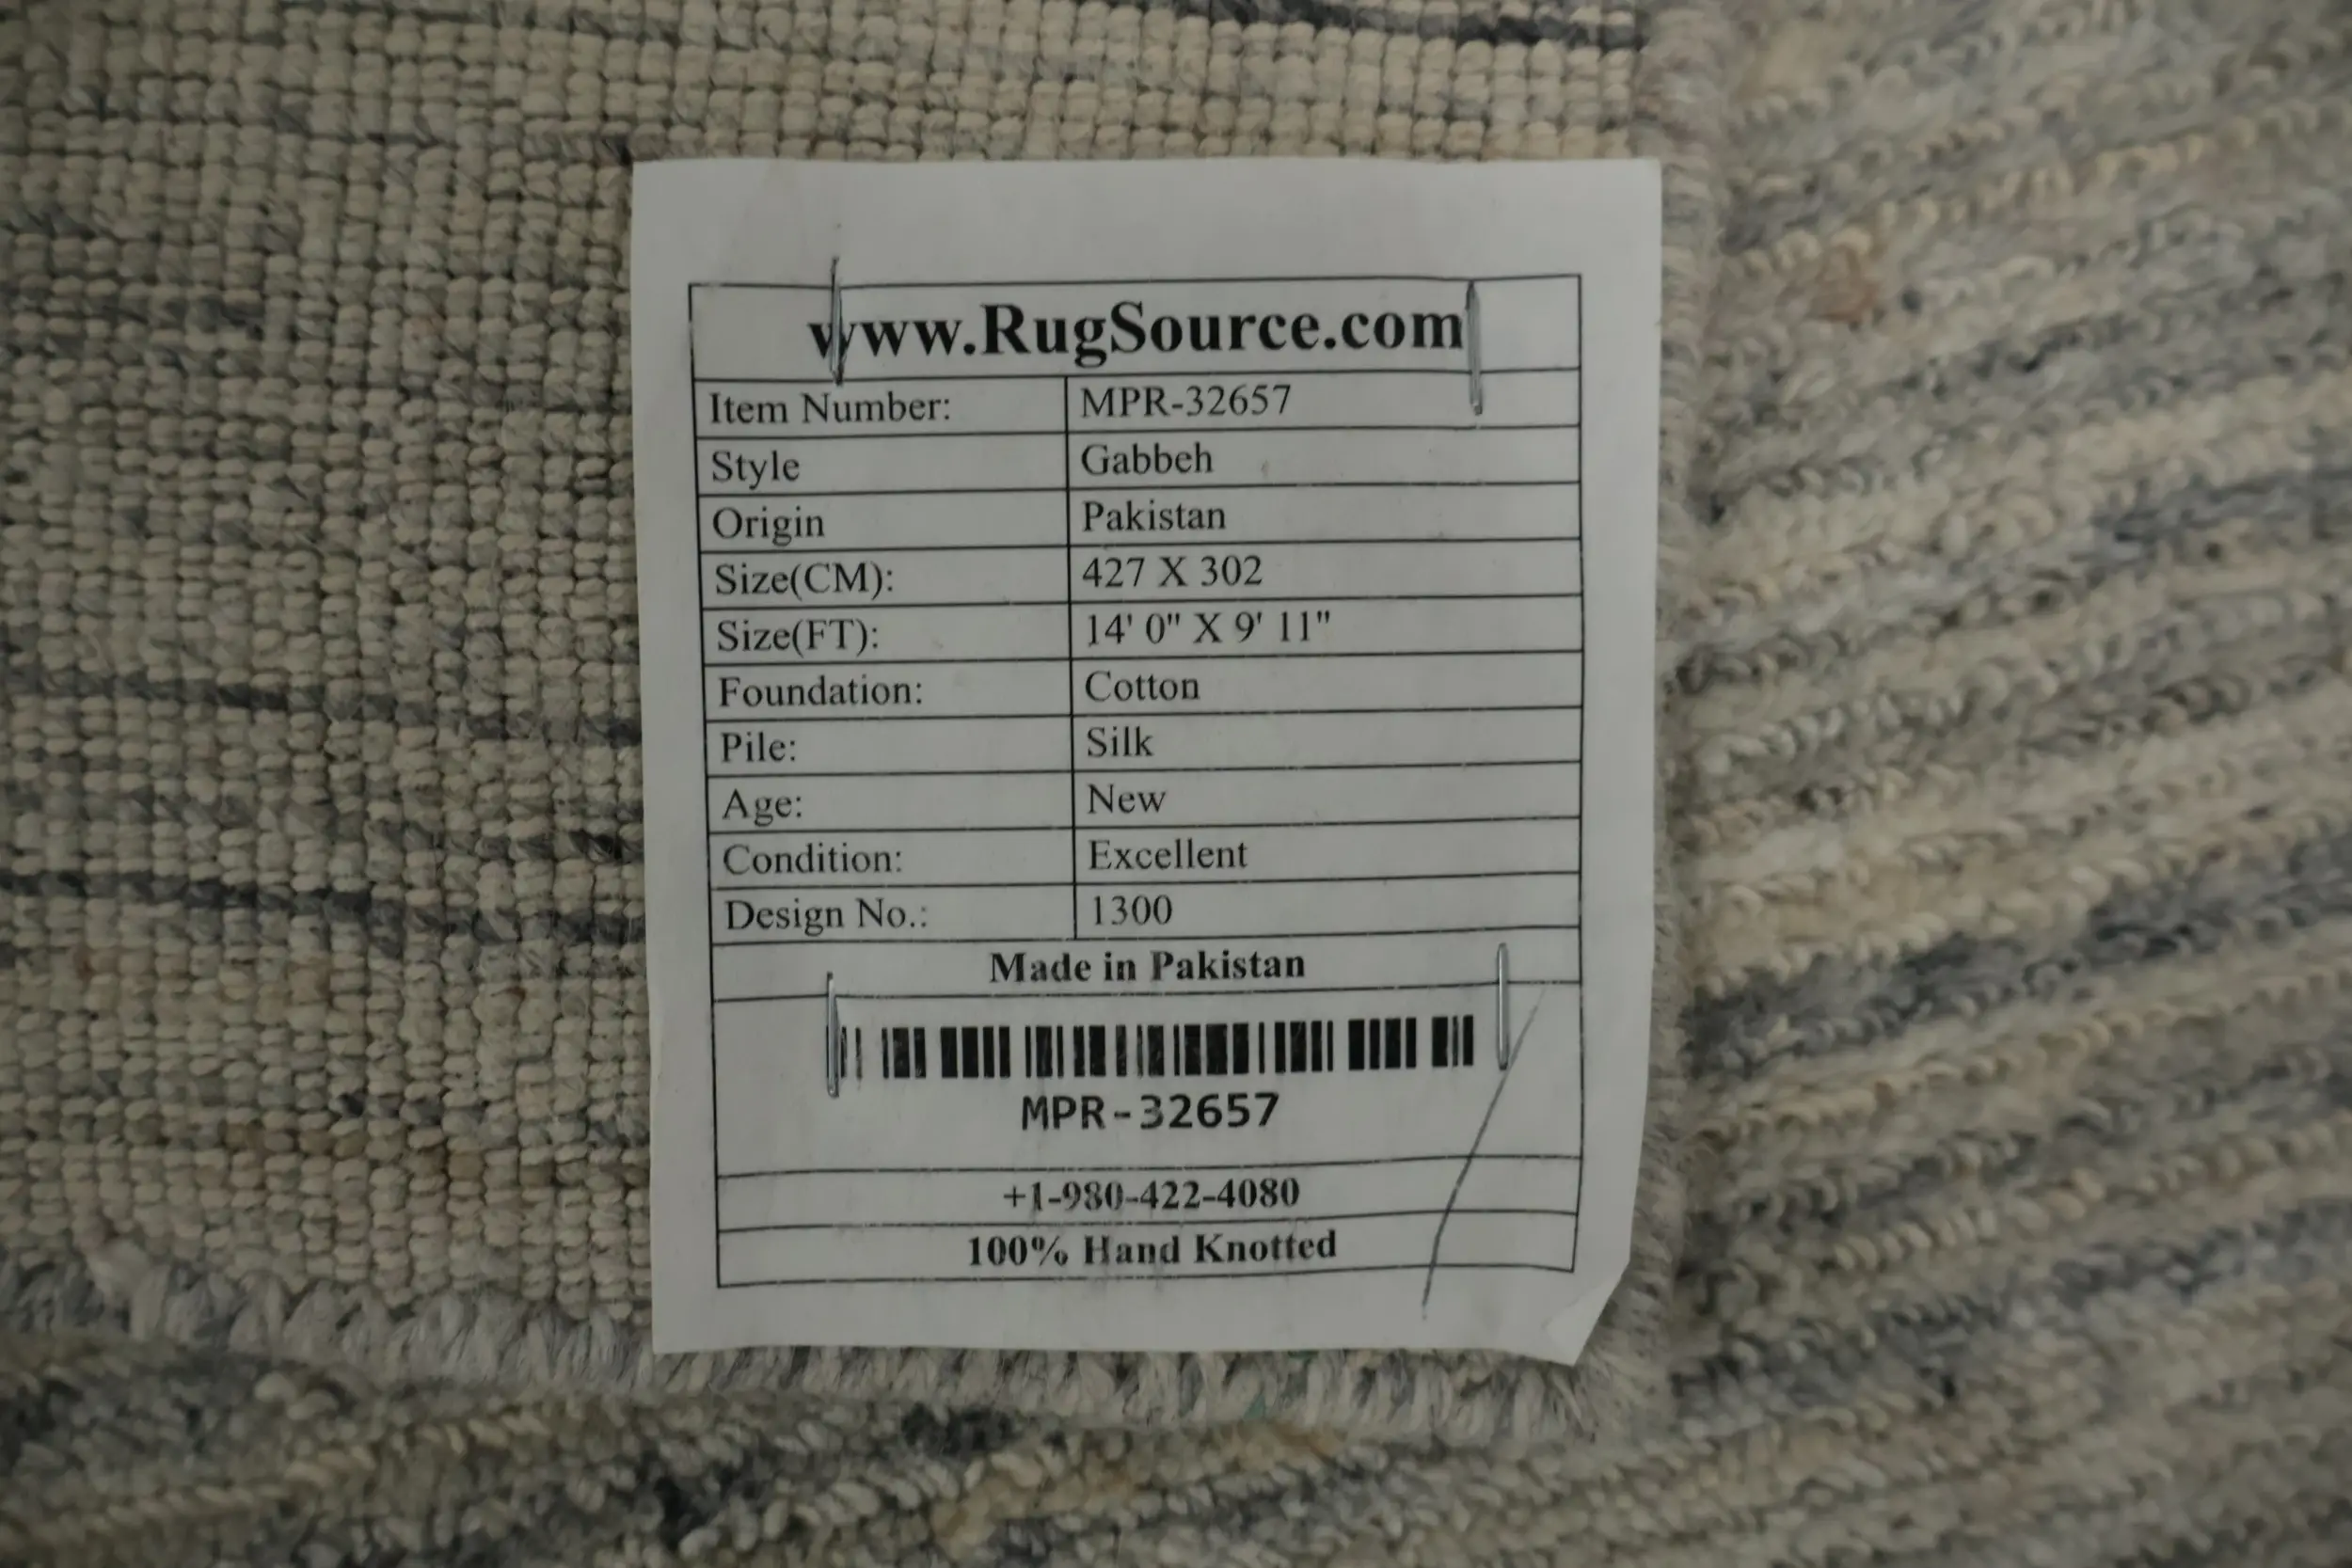 www.RugSource.com
Item Number: MPR-32657
Style Gabbeh
Origin Pakistan
Size(CM): 427 X 302
Size(FT): 14' 0" X 9' 11"
Foundation: Cotton
Pile: Silk
Age: New
Condition: Excellent
Design No.: 1300
Made in Pakistan
MPR-32657
+1-980-422-4080
100% Hand Knotted